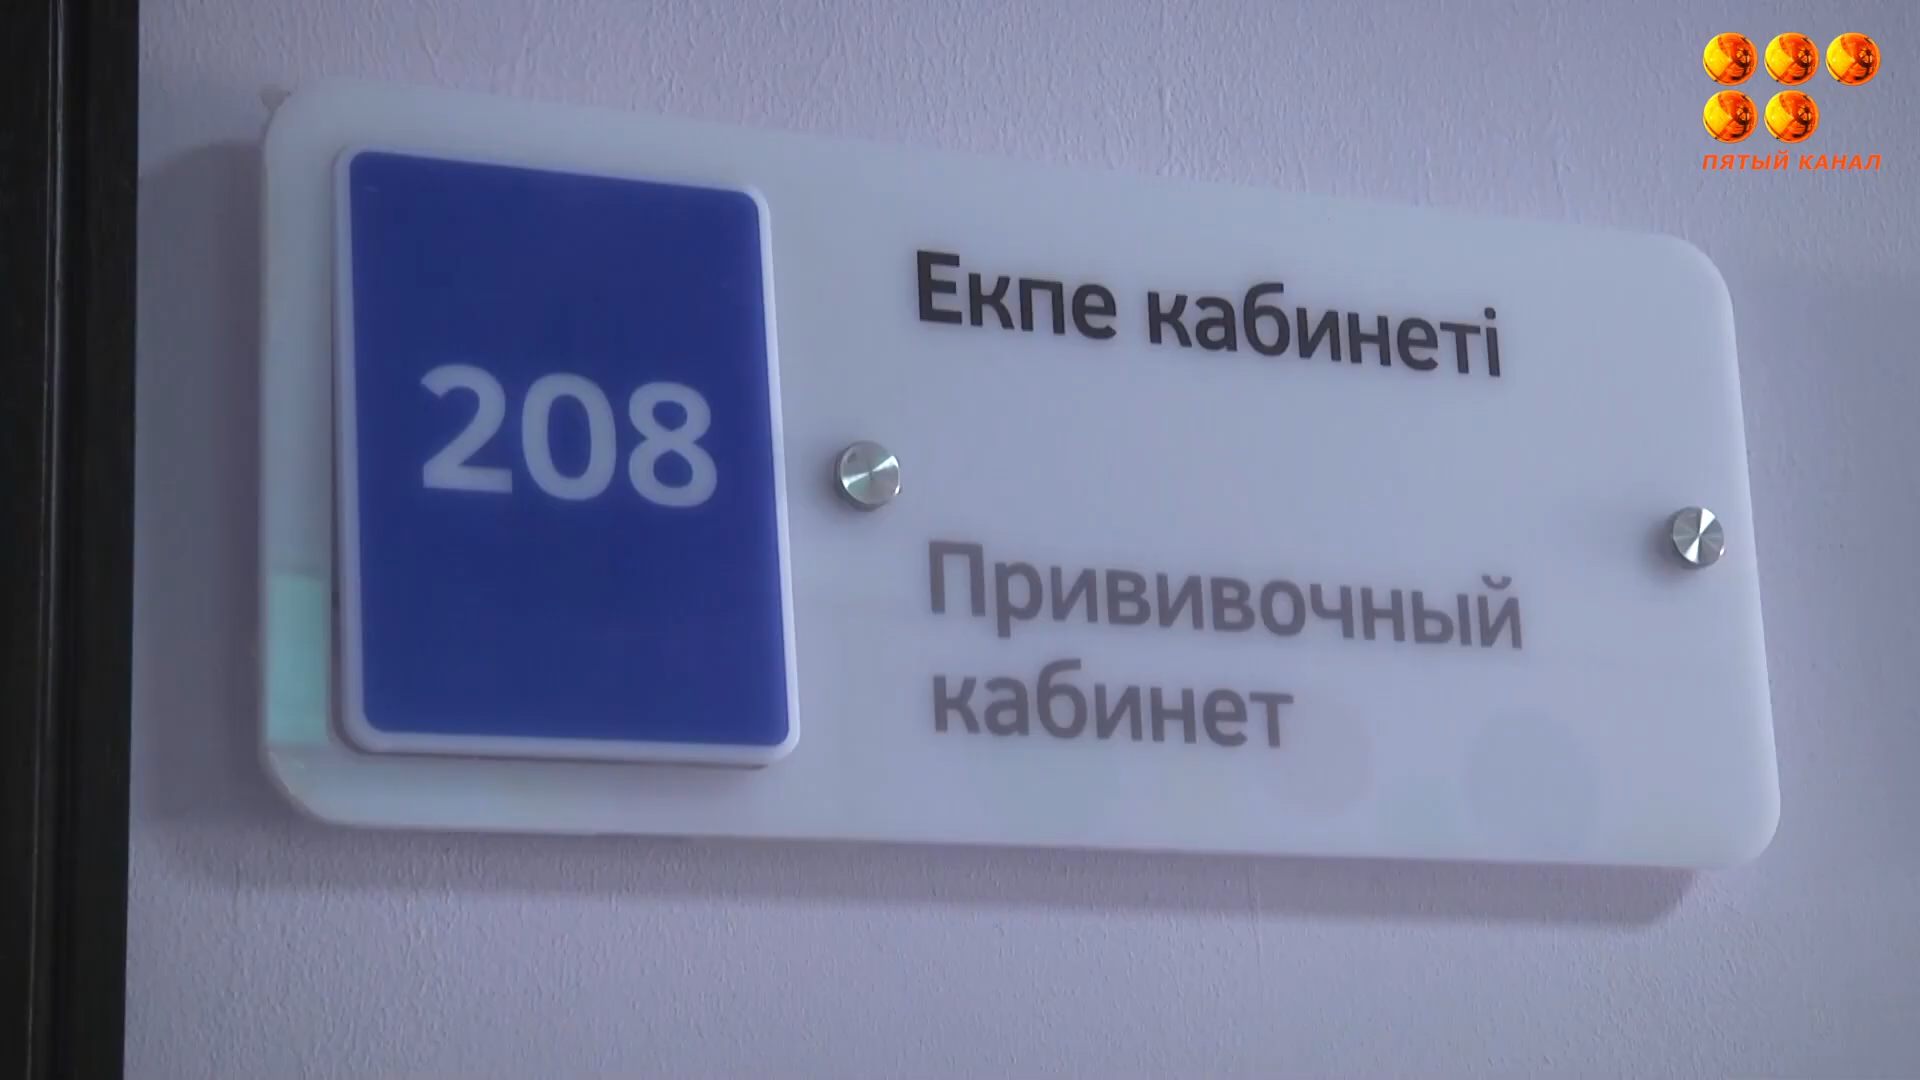 ПЯТЫЙ КАНАЛ
208
Екпе кабинеті
Прививочный
кабинет